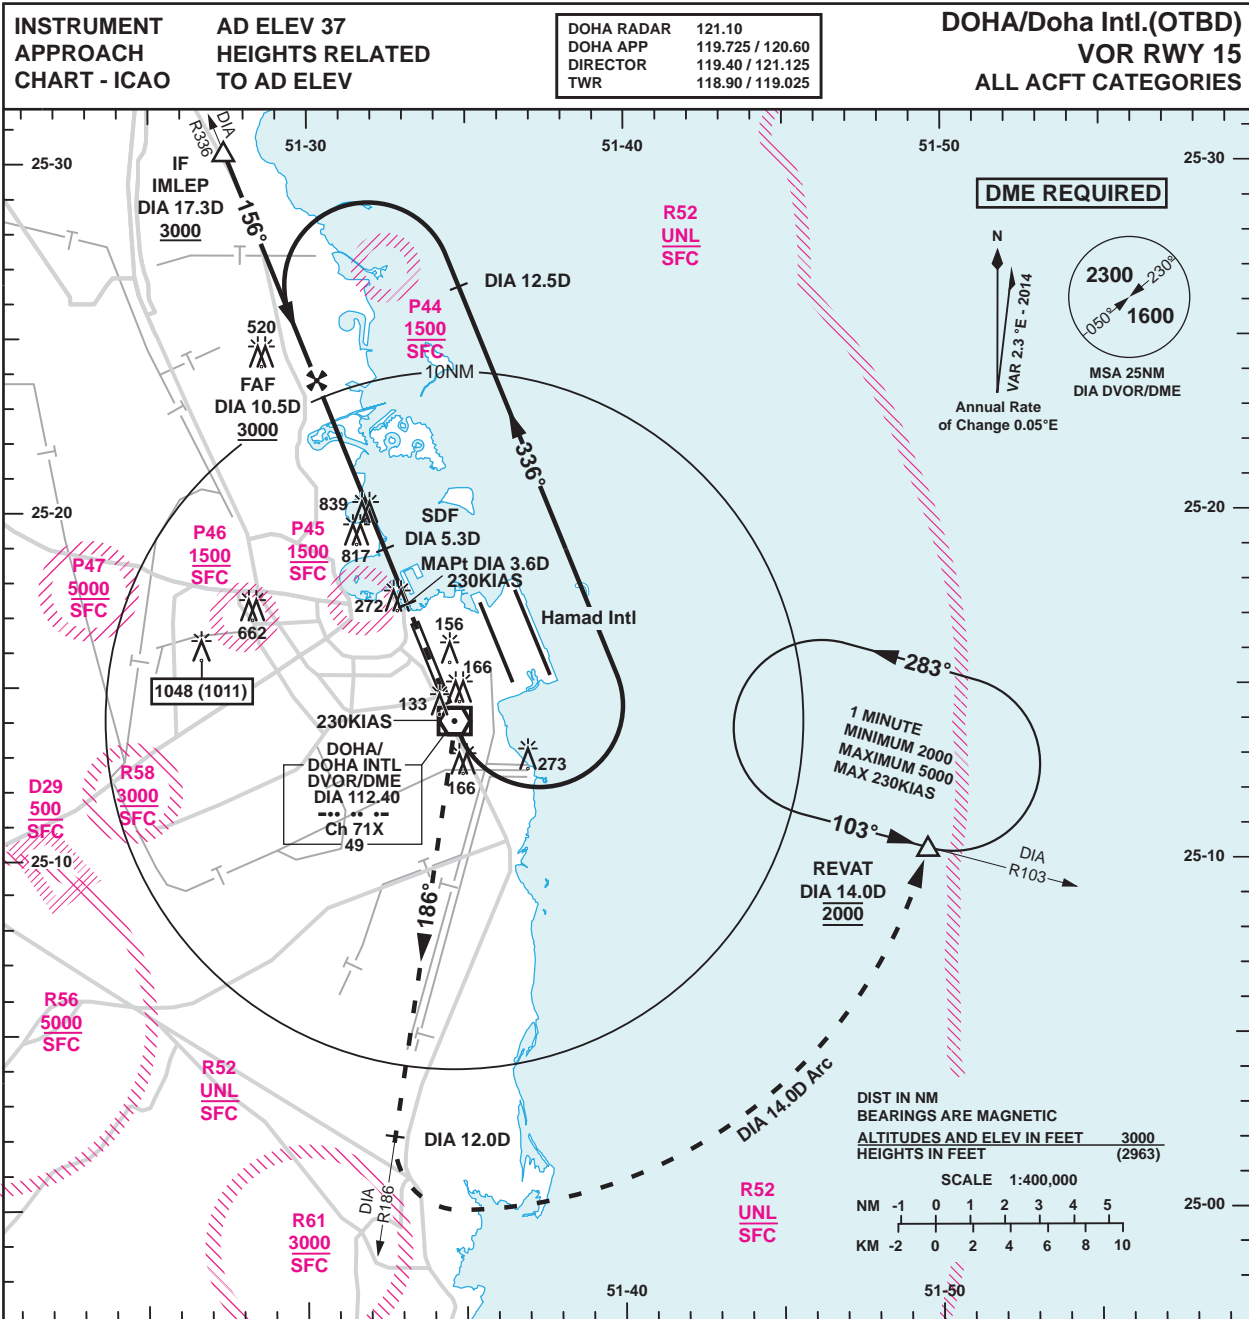 INSTRUMENT
APPROACH
CHART - ICAO
AD ELEV 37
HEIGHTS RELATED
TO AD ELEV
DOHA RADAR 121.10
DOHA APP 119.725 / 120.60
DIRECTOR 119.40 / 121.125
TWR 118.90 / 119.025
DOHA/Doha Intl.(OTBD)
VOR RWY 15
ALL ACFT CATEGORIES
51-30
51-40
51-50
25-30
25-30
DIA
R336
IF
IMLEP
DIA 17.3D
3000
156°
R52
UNL
SFC
DME REQUIRED
N
VAR 2.3 °E - 2014
Annual Rate
of Change 0.05°E
2300
230°
050°
1600
MSA 25NM
DIA DVOR/DME
DIA 12.5D
P44
1500
SFC
10NM
520
FAF
DIA 10.5D
3000
336°
25-20
25-20
839
817
SDF
DIA 5.3D
MAPt DIA 3.6D
230KIAS
272
P46
1500
SFC
P45
1500
SFC
P47
5000
SFC
662
1048 (1011)
Hamad Intl
156
166
133
230KIAS
DOHA/
DOHA INTL
DVOR/DME
DIA 112.40
Ch 71X
49
166
273
R58
3000
SFC
D29
500
SFC
283°
1 MINUTE
MINIMUM 2000
MAXIMUM 5000
MAX 230KIAS
103°
REVAT
DIA 14.0D
2000
DIA
R103
25-10
25-10
186°
R56
5000
SFC
R52
UNL
SFC
DIA 12.0D
DIA
R186
R61
3000
SFC
DIA 14.0D Arc
R52
UNL
SFC
DIST IN NM
BEARINGS ARE MAGNETIC
ALTITUDES AND ELEV IN FEET 3000
HEIGHTS IN FEET (2963)
SCALE 1:400,000
NM -1 0 1 2 3 4 5
KM -2 0 2 4 6 8 10
25-00
25-00
51-40
51-50